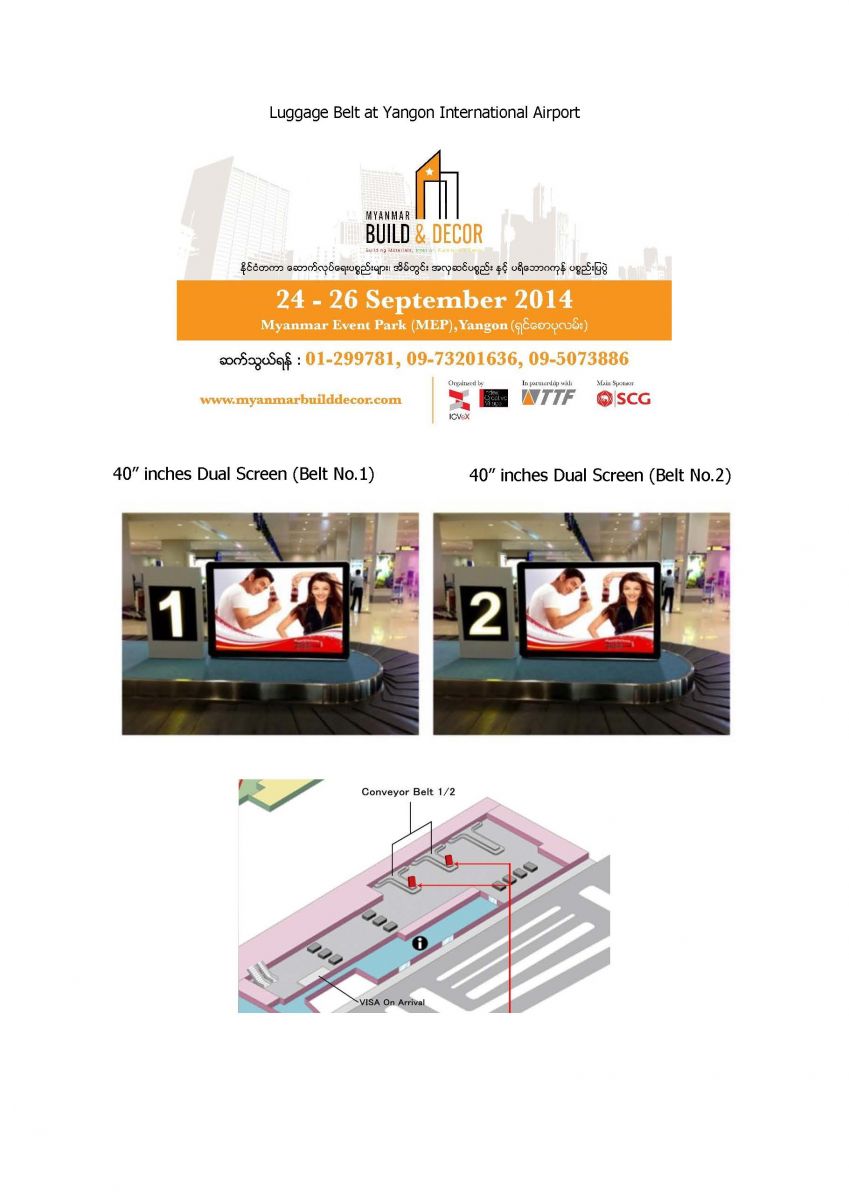 Luggage Belt at Yangon International Airport
MYANMAR
BUILD & DECOR
နိုင်ငံတကာ ဆောက်လုပ်ရေးပစ္စည်းများ၊ အိမ်တွင်း အလှဆင်ပစ္စည်း နှင့် ပရိဘောဂကုန် ပစ္စည်းပြပွဲ
24 - 26 September 2014
Myanmar Event Park (MEP), Yangon (ရှင်စောပုလမ်း)
ဆက်သွယ်ရန် : 01-299781, 09-73201636, 09-5073886
www.myanmarbuilddecor.com
Organized by
In partnership with
Main Sponsor
ICVeX
Index Creative Village
TTF
SCG
40” inches Dual Screen (Belt No.1)
40” inches Dual Screen (Belt No.2)
1
2
Conveyor Belt 1/2
i
VISA On Arrival